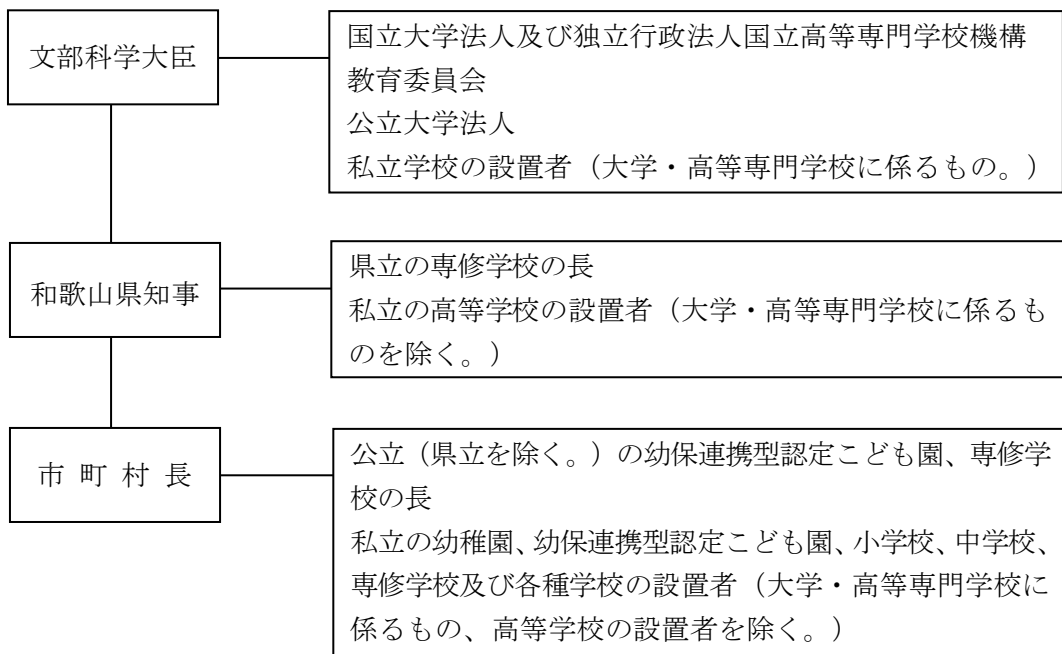 文部科学大臣
国立大学法人及び独立行政法人国立高等専門学校機構
教育委員会
公立大学法人
私立学校の設置者（大学・高等専門学校に係るもの。）
和歌山県知事
県立の専修学校の長
私立の高等学校の設置者（大学・高等専門学校に係るも
のを除く。）
市 町 村 長
公立（県立を除く。）の幼保連携型認定こども園、専修学
校の長
私立の幼稚園、幼保連携型認定こども園、小学校、中学校、
専修学校及び各種学校の設置者（大学・高等専門学校に
係るもの、高等学校の設置者を除く。）